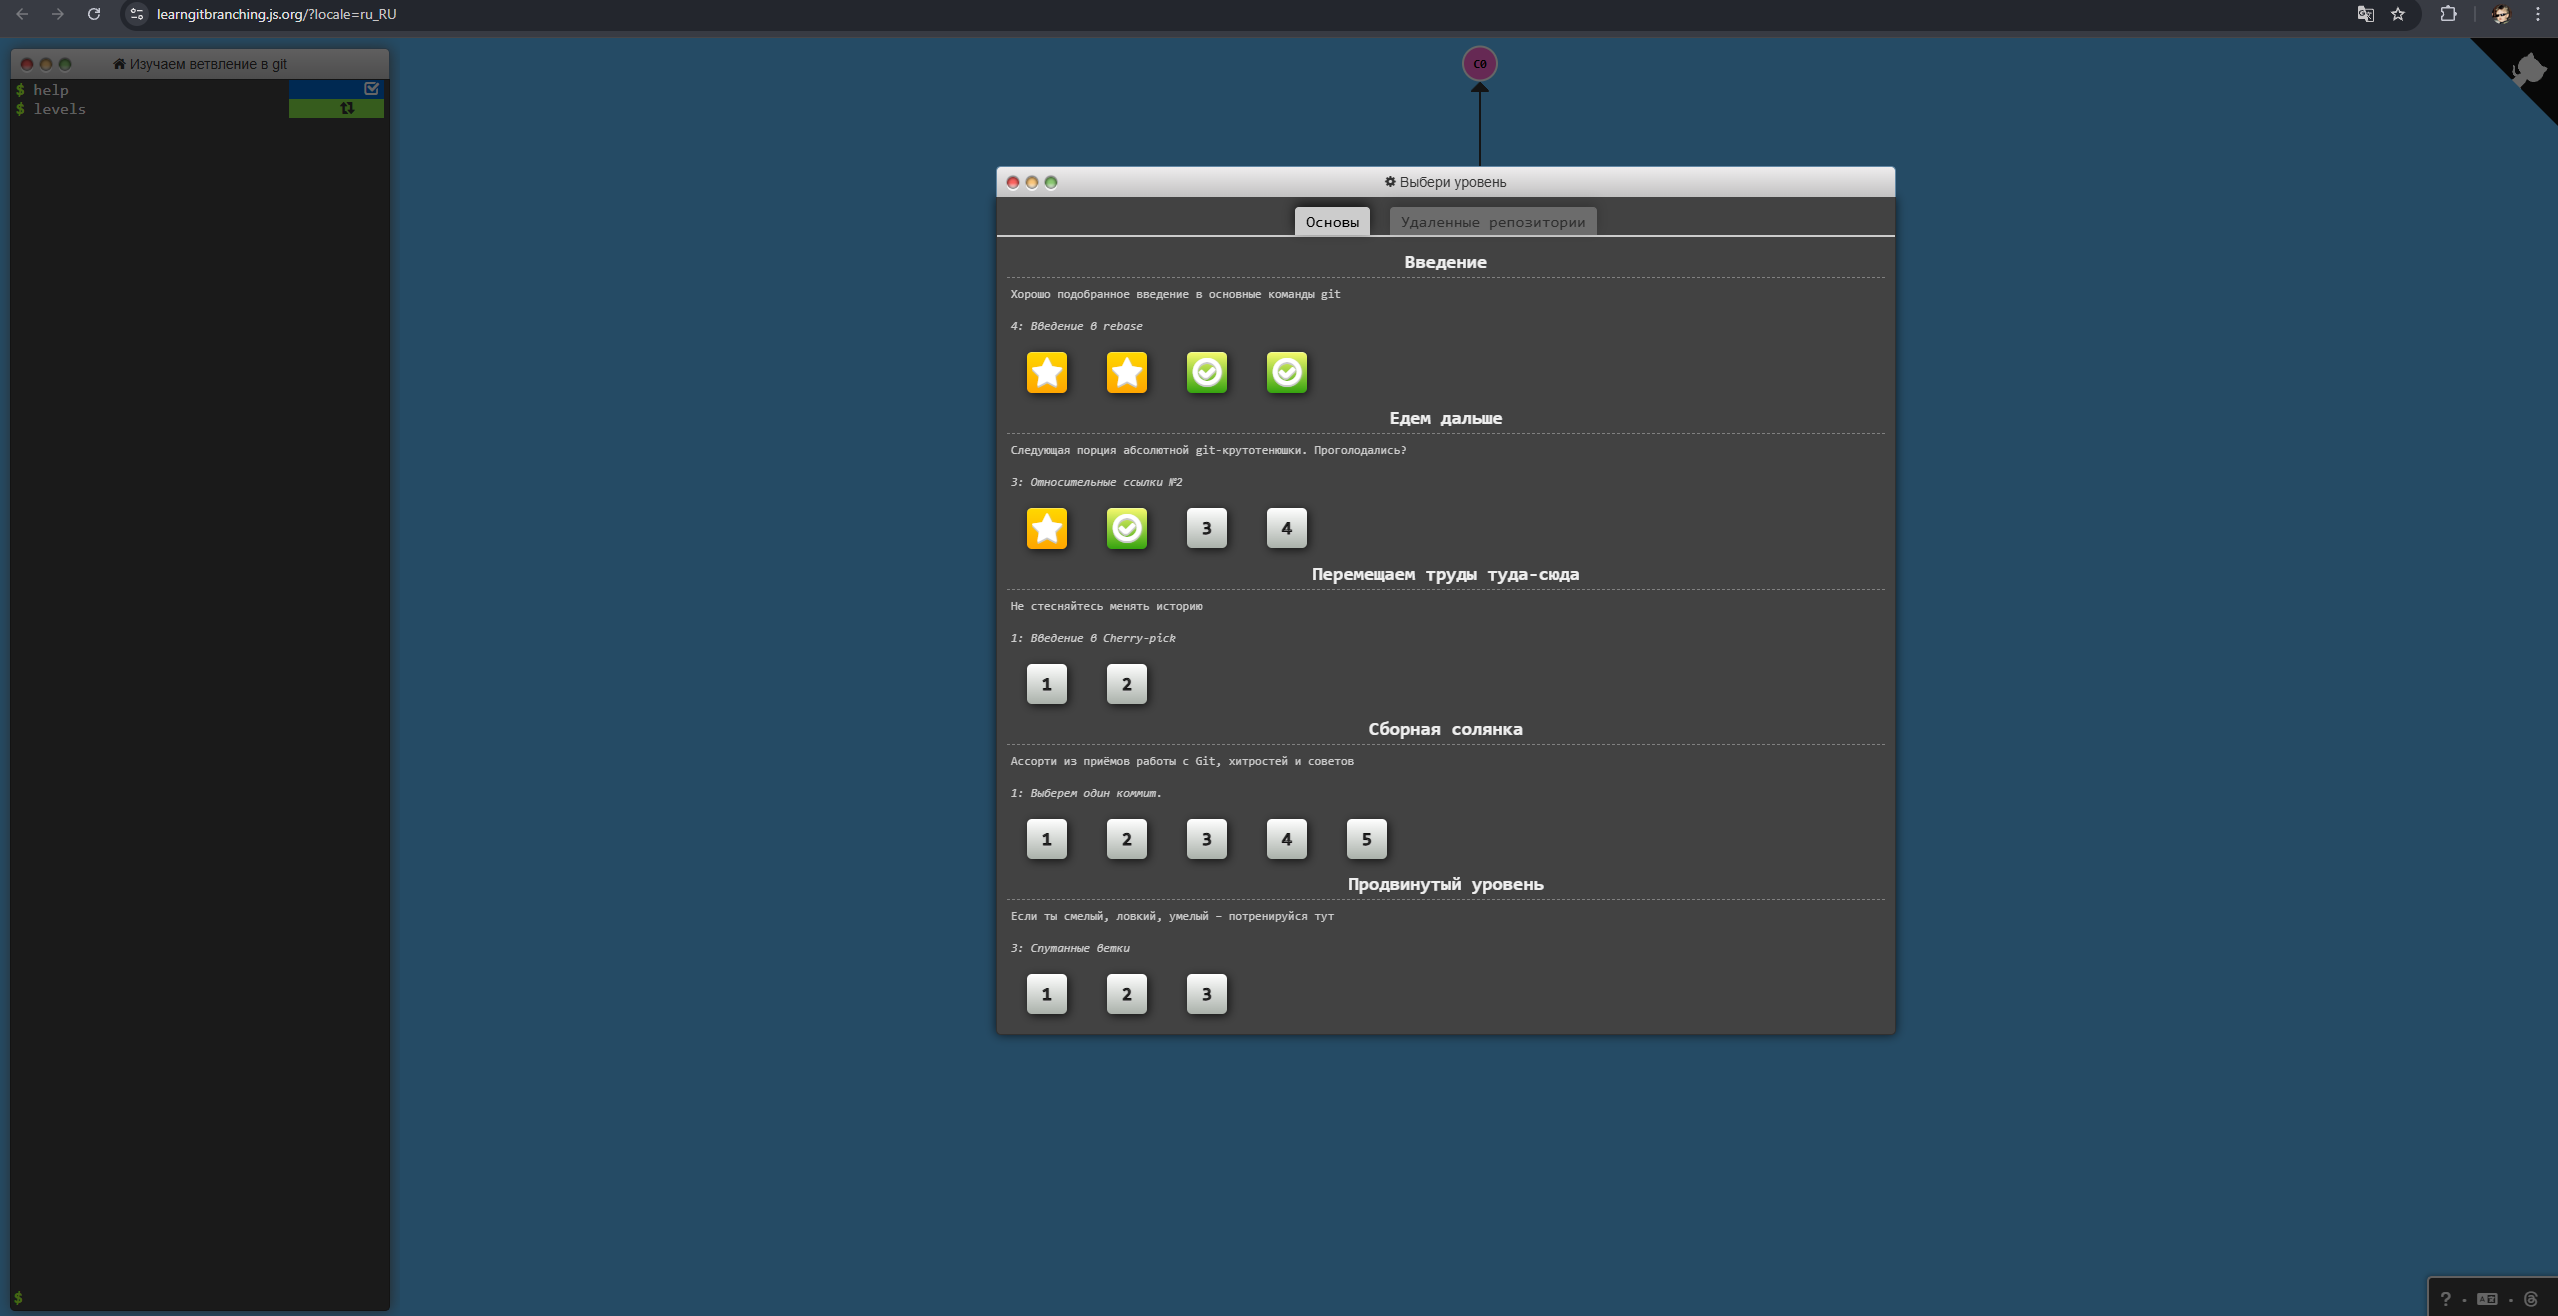 learngitbranching.js.org/?locale=ru_RU
Изучаем ветвление в git
$ help
$ levels
C0
Выбери уровень
Основы
Удаленные репозитории
Введение
Хорошо подобранное введение в основные команды git
4: Введение в rebase
Едем дальше
Следующая порция абсолютной git-крутотенюшки. Проголодались?
3: Относительные ссылки №2
3 4
Перемещаем труды туда-сюда
Не стесняйтесь менять историю
1: Введение в Cherry-pick
1 2
Сборная солянка
Ассорти из приёмов работы с Git, хитростей и советов
1: Выберем один коммит.
1 2 3 4 5
Продвинутый уровень
Если ты смелый, ловкий, умелый – потренируйся тут
3: Спутанные ветки
1 2 3
$
?